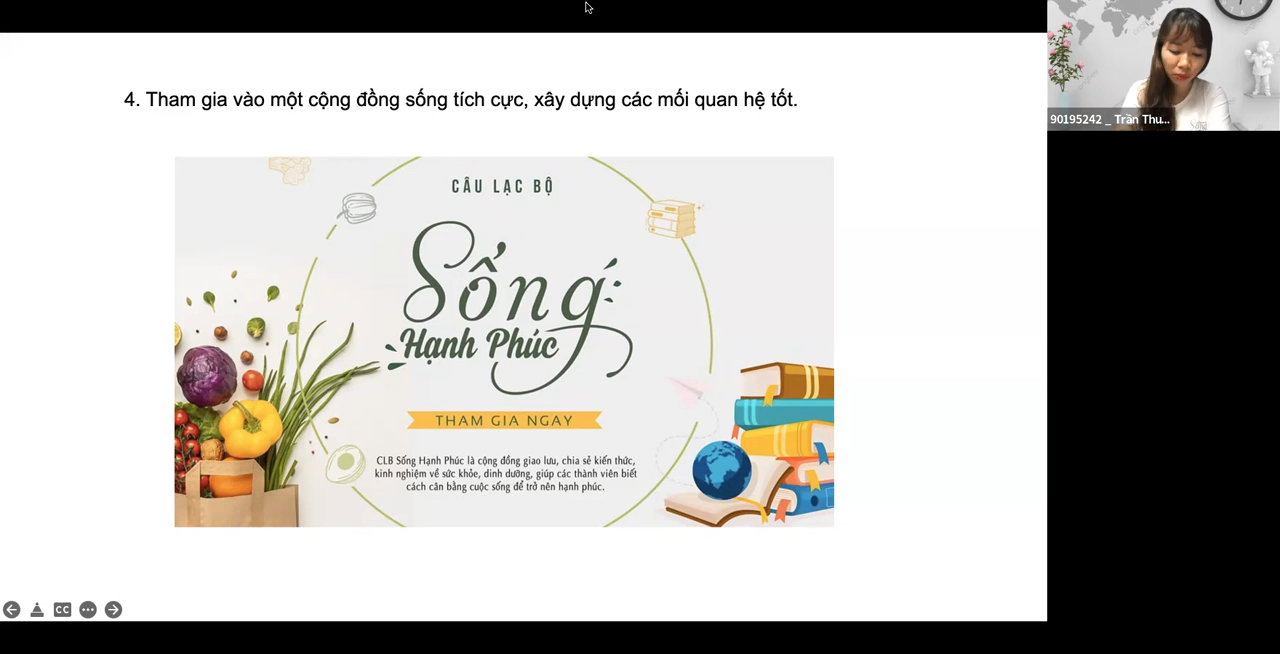 4. Tham gia vào một cộng đồng sống tích cực, xây dựng các mối quan hệ tốt.
CÂU LẠC BỘ
Sống
Hạnh Phúc
THAM GIA NGAY
CLB Sống Hạnh Phúc là cộng đồng giao lưu, chia sẻ kiến thức,
kinh nghiệm về sức khỏe, dinh dưỡng, giúp các thành viên biết
cách cân bằng cuộc sống để trở nên hạnh phúc.
90195242 _ Trần Thu...
CC